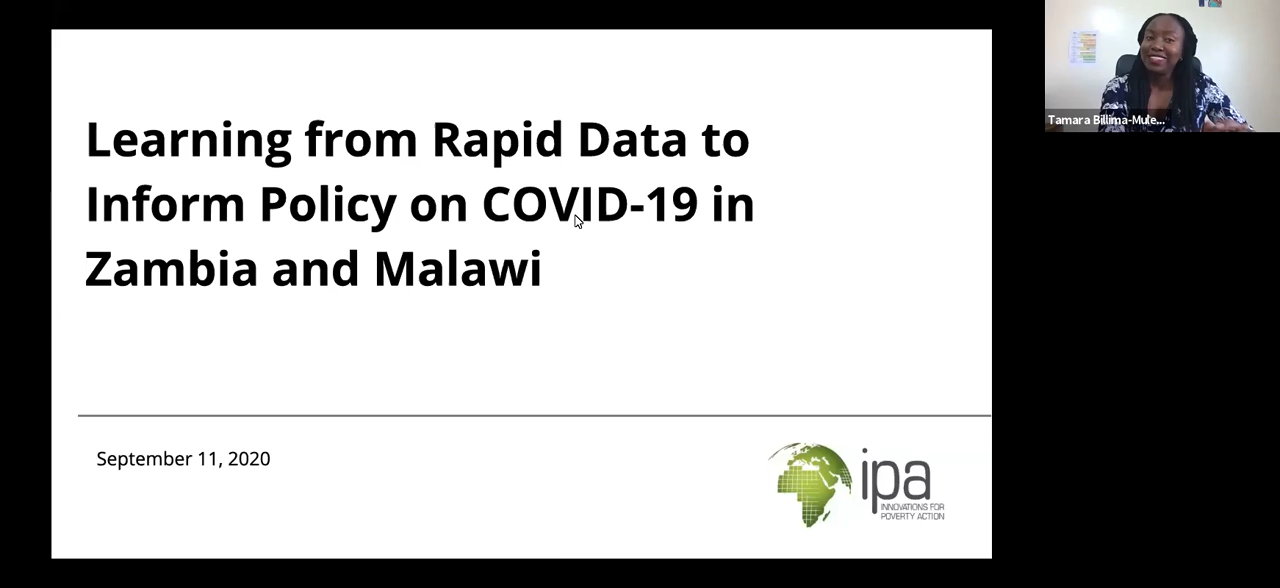 Learning from Rapid Data to
Inform Policy on COVID-19 in
Zambia and Malawi
September 11, 2020
ipa
INNOVATIONS FOR
POVERTY ACTION
Tamara Billima-Mule...